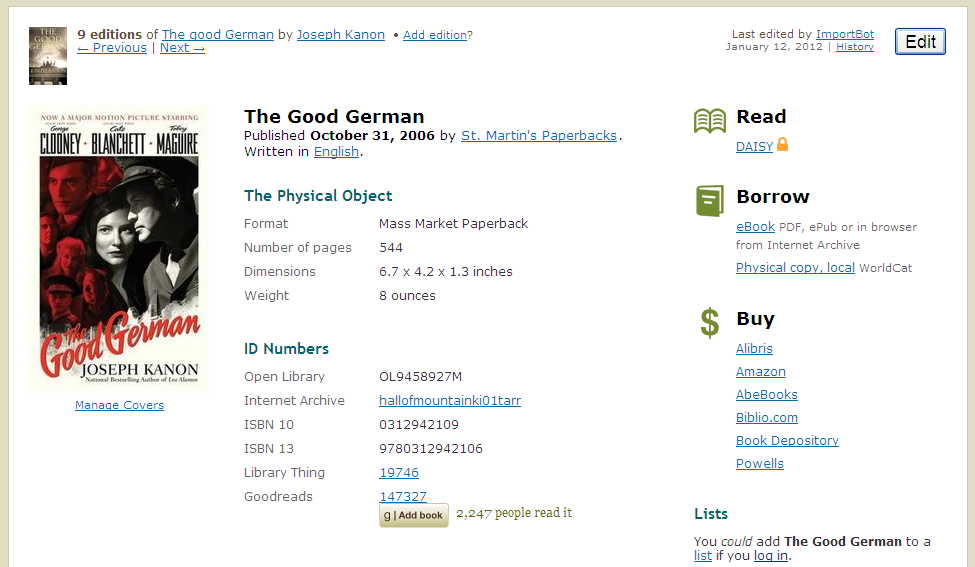 9 editions of The good German by Joseph Kanon • Add edition?
← Previous | Next →
Last edited by ImportBot
January 12, 2012 | History
Edit
THE GOOD GERMAN
JOSEPH KANON
NOW A MAJOR MOTION PICTURE STARRING
George Cate Tobey
CLOONEY · BLANCHETT · MAGUIRE
The
Good German
JOSEPH KANON
National Bestselling Author of Los Alamos
Manage Covers
The Good German
Published October 31, 2006 by St. Martin's Paperbacks.
Written in English.
The Physical Object
Format Mass Market Paperback
Number of pages 544
Dimensions 6.7 x 4.2 x 1.3 inches
Weight 8 ounces
ID Numbers
Open Library OL9458927M
Internet Archive hallofmountainki01tarr
ISBN 10 0312942109
ISBN 13 9780312942106
Library Thing 19746
Goodreads 147327
g | Add book 2,247 people read it
Read
DAISY
Borrow
eBook PDF, ePub or in browser
from Internet Archive
Physical copy, local WorldCat
$ Buy
Alibris
Amazon
AbeBooks
Biblio.com
Book Depository
Powells
Lists
You could add The Good German to a
list if you log in.